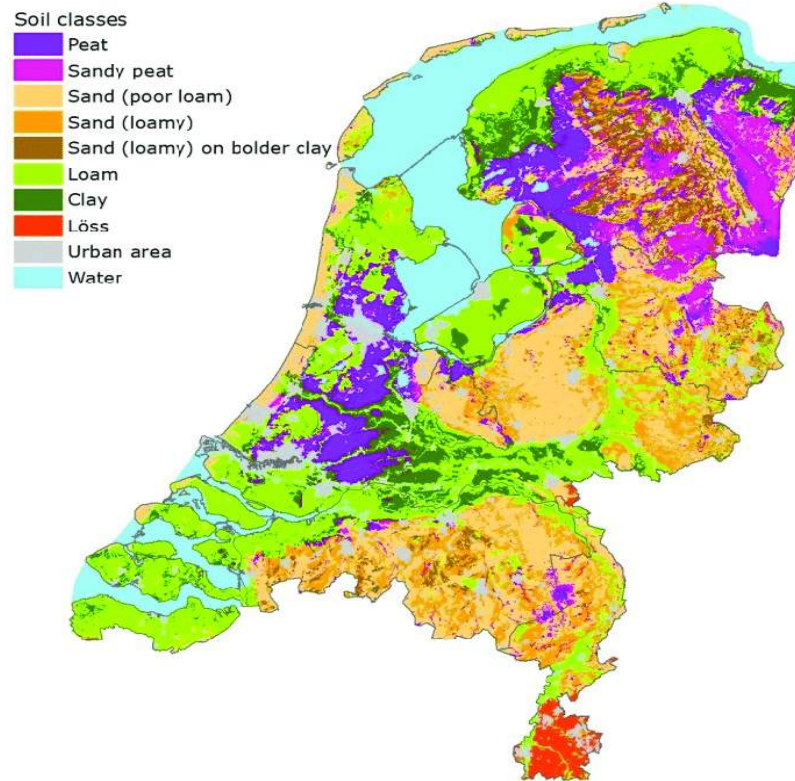 Soil classes
Peat
Sandy peat
Sand (poor loam)
Sand (loamy)
Sand (loamy) on bolder clay
Loam
Clay
Löss
Urban area
Water